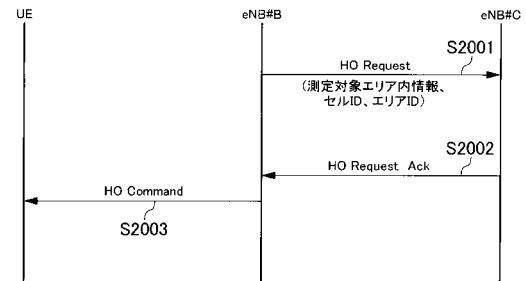 UE
eNB#B
eNB#C
S2001
HO Request
(測定対象エリア内情報、
セルID、エリアID)
S2002
HO Request Ack
HO Command
S2003